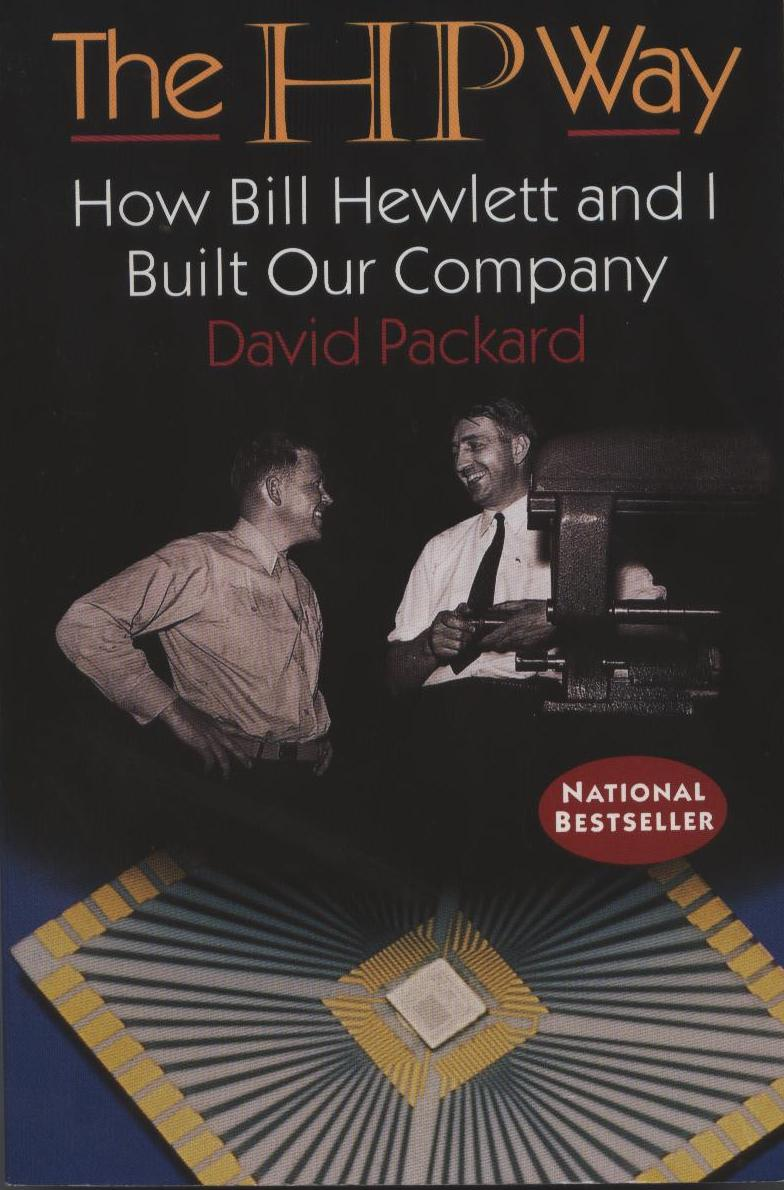 The HP Way
How Bill Hewlett and I
Built Our Company
David Packard
NATIONAL
BESTSELLER